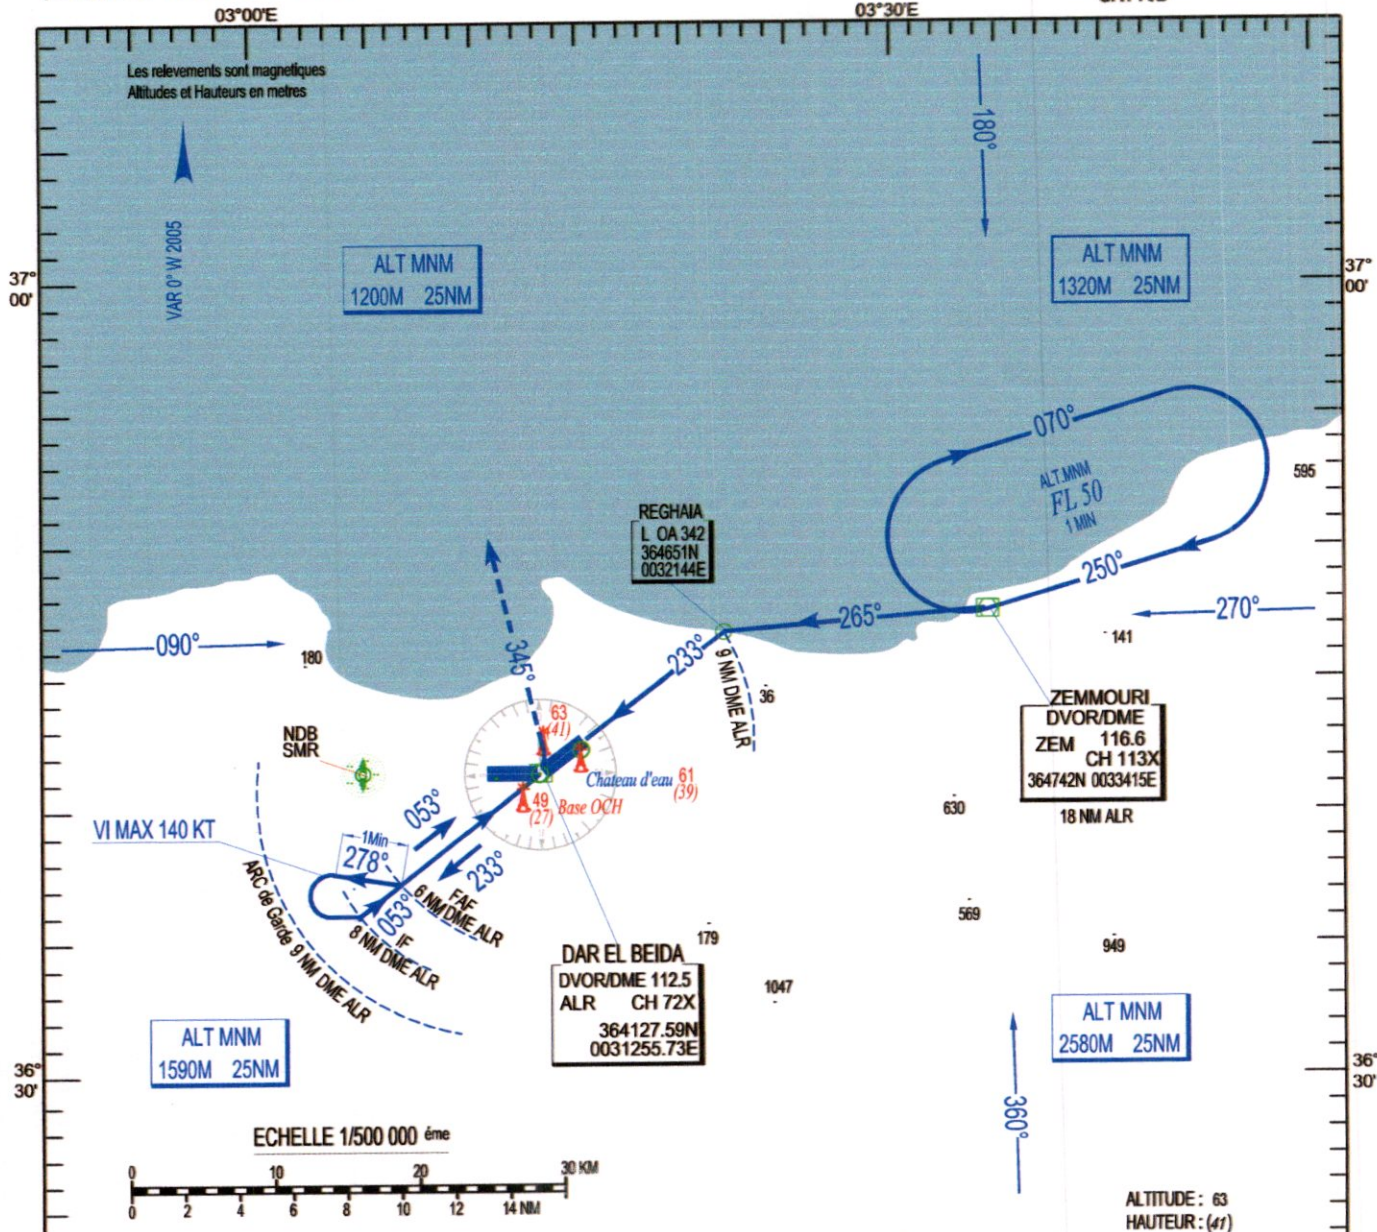 03°00'E
03°30'E
Les relevements sont magnetiques
Altitudes et Hauteurs en metres
VAR 0° W 2005
180°
ALT MNM
1200M 25NM
ALT MNM
1320M 25NM
37°
00'
37°
00'
070°
ALT.MNM
FL 50
1 MIN
595
REGHAIA
L OA 342
364651N
0032144E
250°
265°
270°
090°
180
345°
233°
9 NM DME ALR
36
141
NDB
SMR
63
(41)
Chateau d'eau 61
(39)
49
(27)
Base OCH
ZEMMOURI
DVOR/DME
ZEM 116.6
CH 113X
364742N 0033415E
18 NM ALR
630
VI MAX 140 KT
1Min
278°
053°
233°
053°
FAF
6 NM DME ALR
IF
8 NM DME ALR
ARC de Garde 9 NM DME ALR
179
569
949
1047
DAR EL BEIDA
DVOR/DME 112.5
ALR CH 72X
364127.59N
0031255.73E
ALT MNM
1590M 25NM
ALT MNM
2580M 25NM
36°
30'
36°
30'
360°
ECHELLE 1/500 000 éme
0 10 20 30 KM
0 2 4 6 8 10 12 14 NM
ALTITUDE : 63
HAUTEUR : (41)